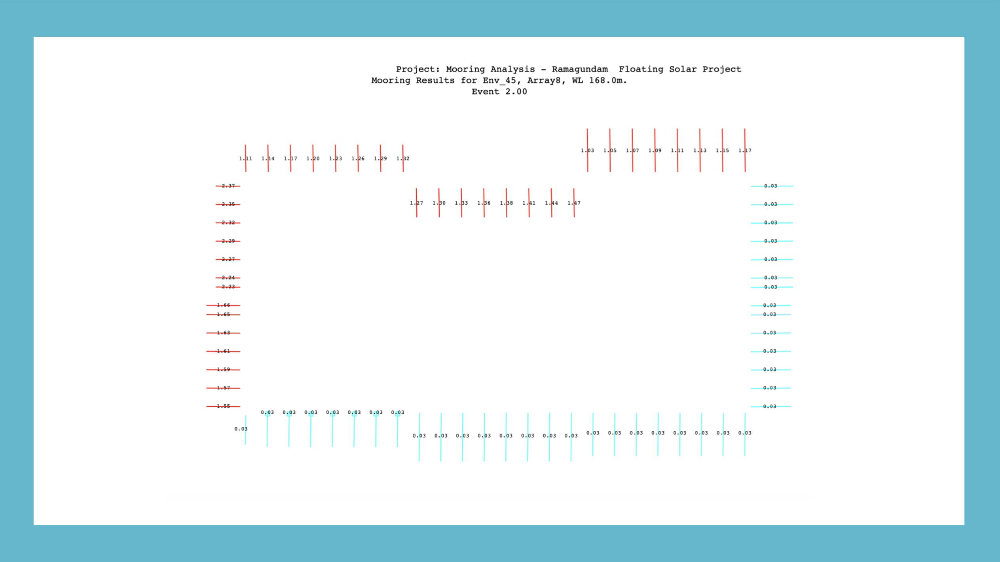 Project: Mooring Analysis - Ramagundam Floating Solar Project
Mooring Results for Env_45, Array8, WL 168.0m.
Event 2.00
1.03 1.05 1.07 1.09 1.11 1.13 1.15 1.17
1.11 1.14 1.17 1.20 1.23 1.26 1.29 1.32
2.37 0.03
1.27 1.30 1.33 1.36 1.38 1.41 1.44 1.47
2.35 0.03
2.32 0.03
2.29 0.03
2.27 0.03
2.24 0.03
2.23 0.03
1.66 0.03
1.65 0.03
1.63 0.03
1.61 0.03
1.59 0.03
1.57 0.03
1.55 0.03
0.03 0.03 0.03 0.03 0.03 0.03 0.03
0.03
0.03 0.03 0.03 0.03 0.03 0.03 0.03 0.03
0.03 0.03 0.03 0.03 0.03 0.03 0.03 0.03